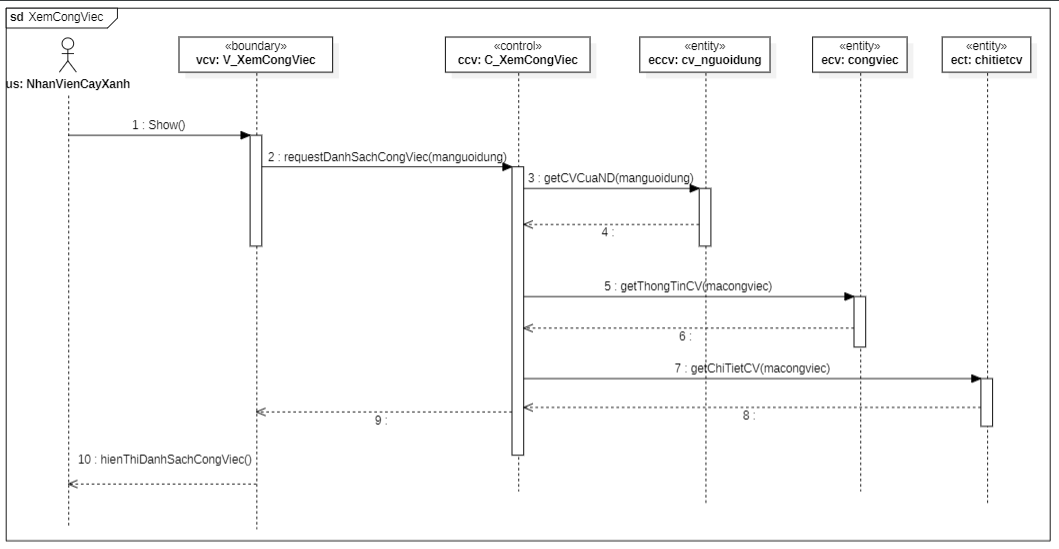 sd XemCongViec
us: NhanVienCayXanh
«boundary»
vcv: V_XemCongViec
«control»
ccv: C_XemCongViec
«entity»
eccv: cv_nguoidung
«entity»
ecv: congviec
«entity»
ect: chitietcv
1 : Show()
2 : requestDanhSachCongViec(manguoidung)
3 : getCVCuaND(manguoidung)
4 :
5 : getThongTinCV(macongviec)
6 :
7 : getChiTietCV(macongviec)
8 :
9 :
10 : hienThiDanhSachCongViec()